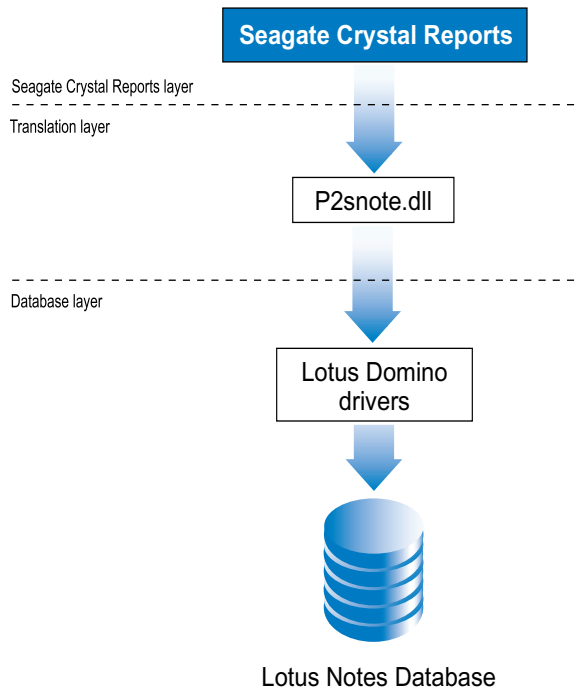 Seagate Crystal Reports
Seagate Crystal Reports layer
Translation layer
P2snote.dll
Database layer
Lotus Domino
drivers
Lotus Notes Database